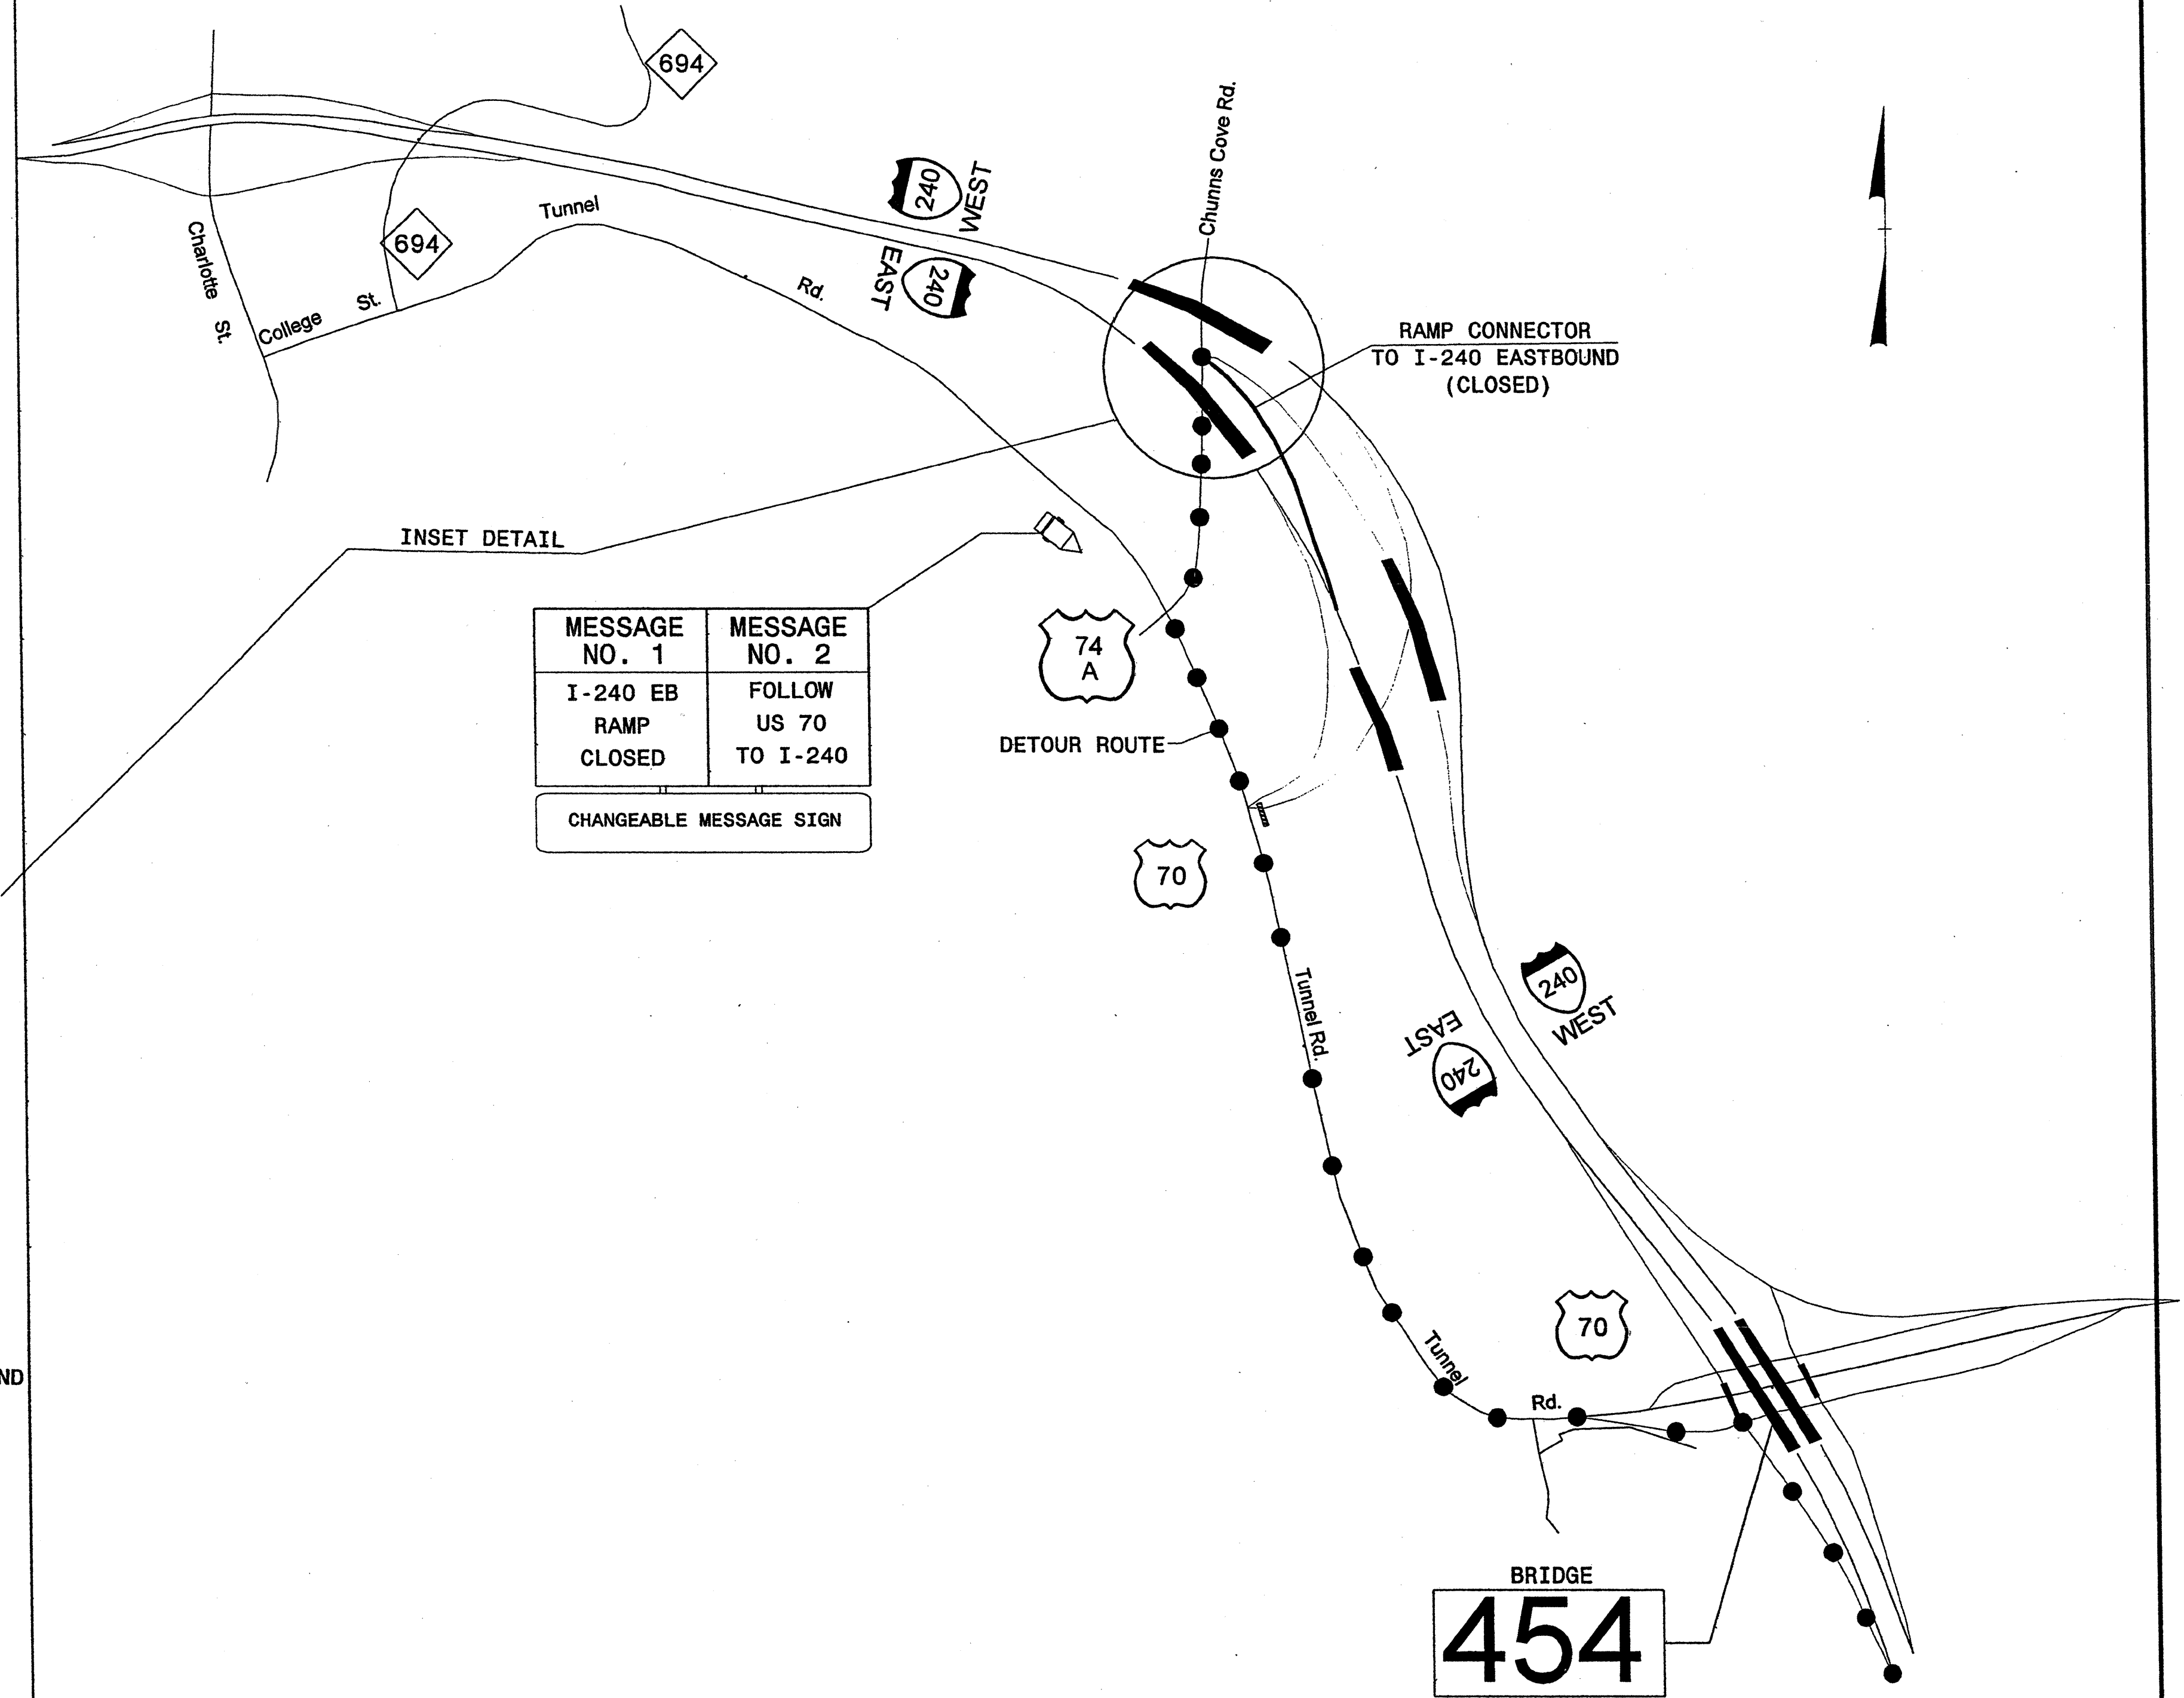 694
Chunns Cove Rd.
240
WEST
Tunnel
694
Charlotte
St.
EAST
240
Rd.
St.
College
RAMP CONNECTOR
TO I-240 EASTBOUND
(CLOSED)
INSET DETAIL
MESSAGE
NO. 1
MESSAGE
NO. 2
I-240 EB
RAMP
CLOSED
FOLLOW
US 70
TO I-240
CHANGEABLE MESSAGE SIGN
74
A
DETOUR ROUTE
70
Tunnel Rd.
240
WEST
EAST
240
70
Tunnel
Rd.
ND
BRIDGE
454